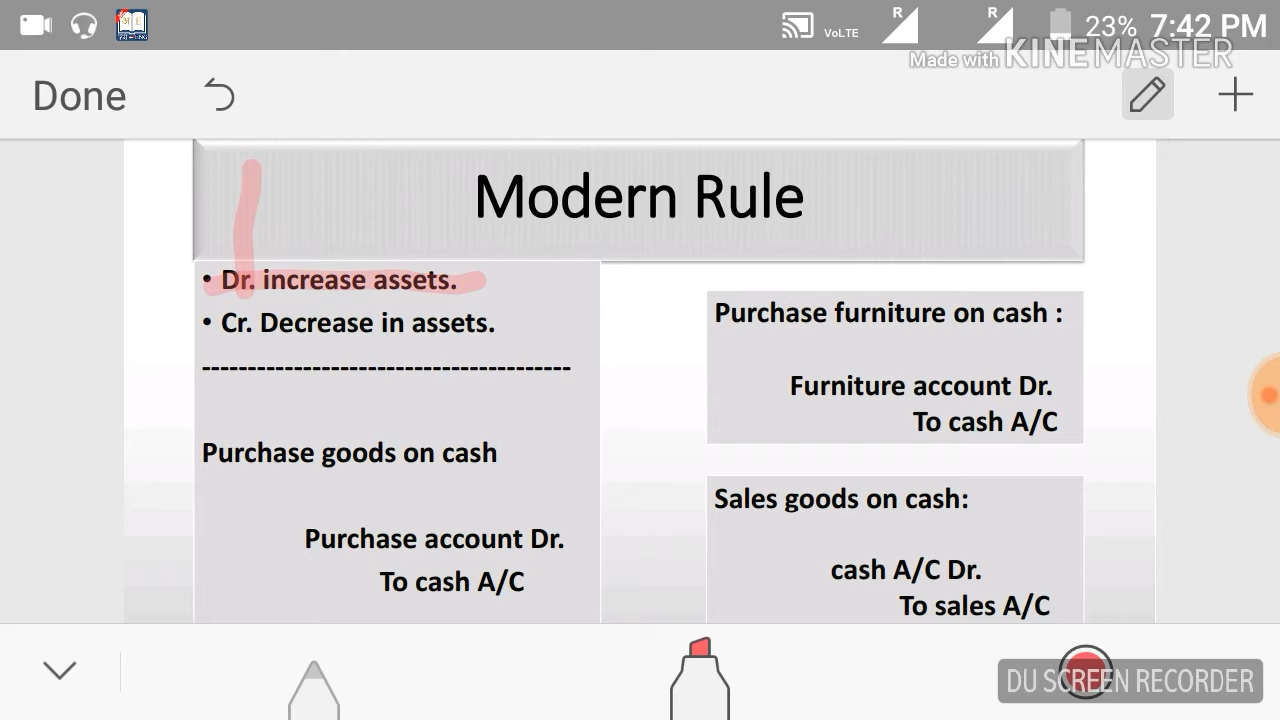 VoLTE
R
R
23% 7:42 PM
Made with KINEMASTER
Done
Modern Rule
• Dr. increase assets.
• Cr. Decrease in assets.
----------------------------------------
Purchase goods on cash
Purchase account Dr.
To cash A/C
Purchase furniture on cash :
Furniture account Dr.
To cash A/C
Sales goods on cash:
cash A/C Dr.
To sales A/C
DU SCREEN RECORDER